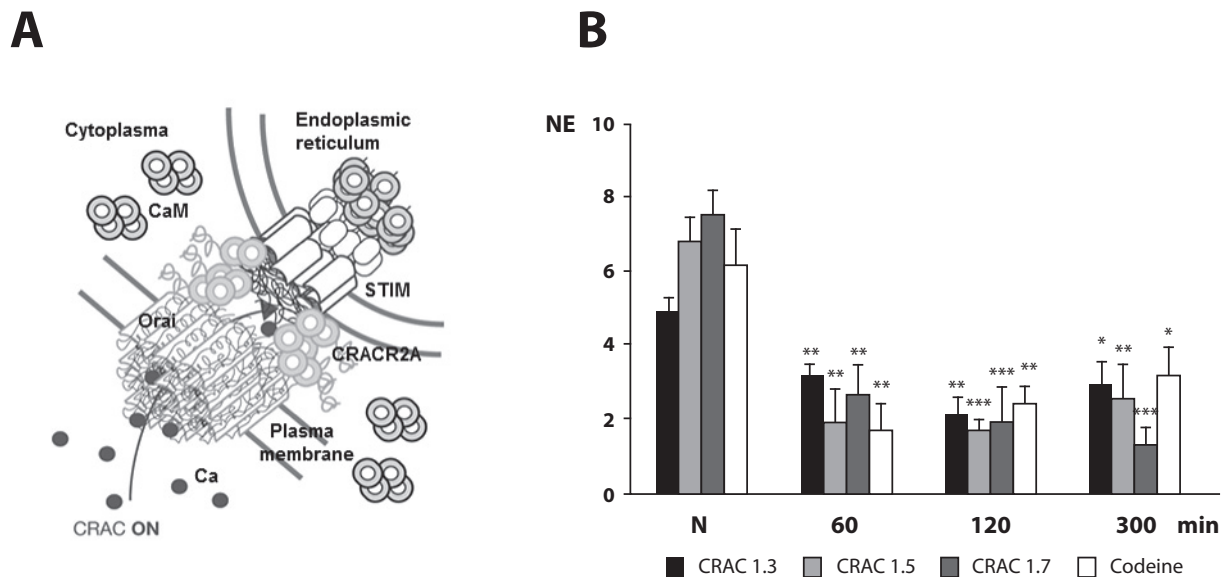 A
B
Cytoplasma
Endoplasmic
reticulum
CaM
STIM
Orai
CRACR2A
Plasma
membrane
Ca
CRAC ON
NE
10
8
6
4
2
0
** ** ** **
** *** *** **
* ** *** *
N 60 120 300 min
CRAC 1.3 CRAC 1.5 CRAC 1.7 Codeine